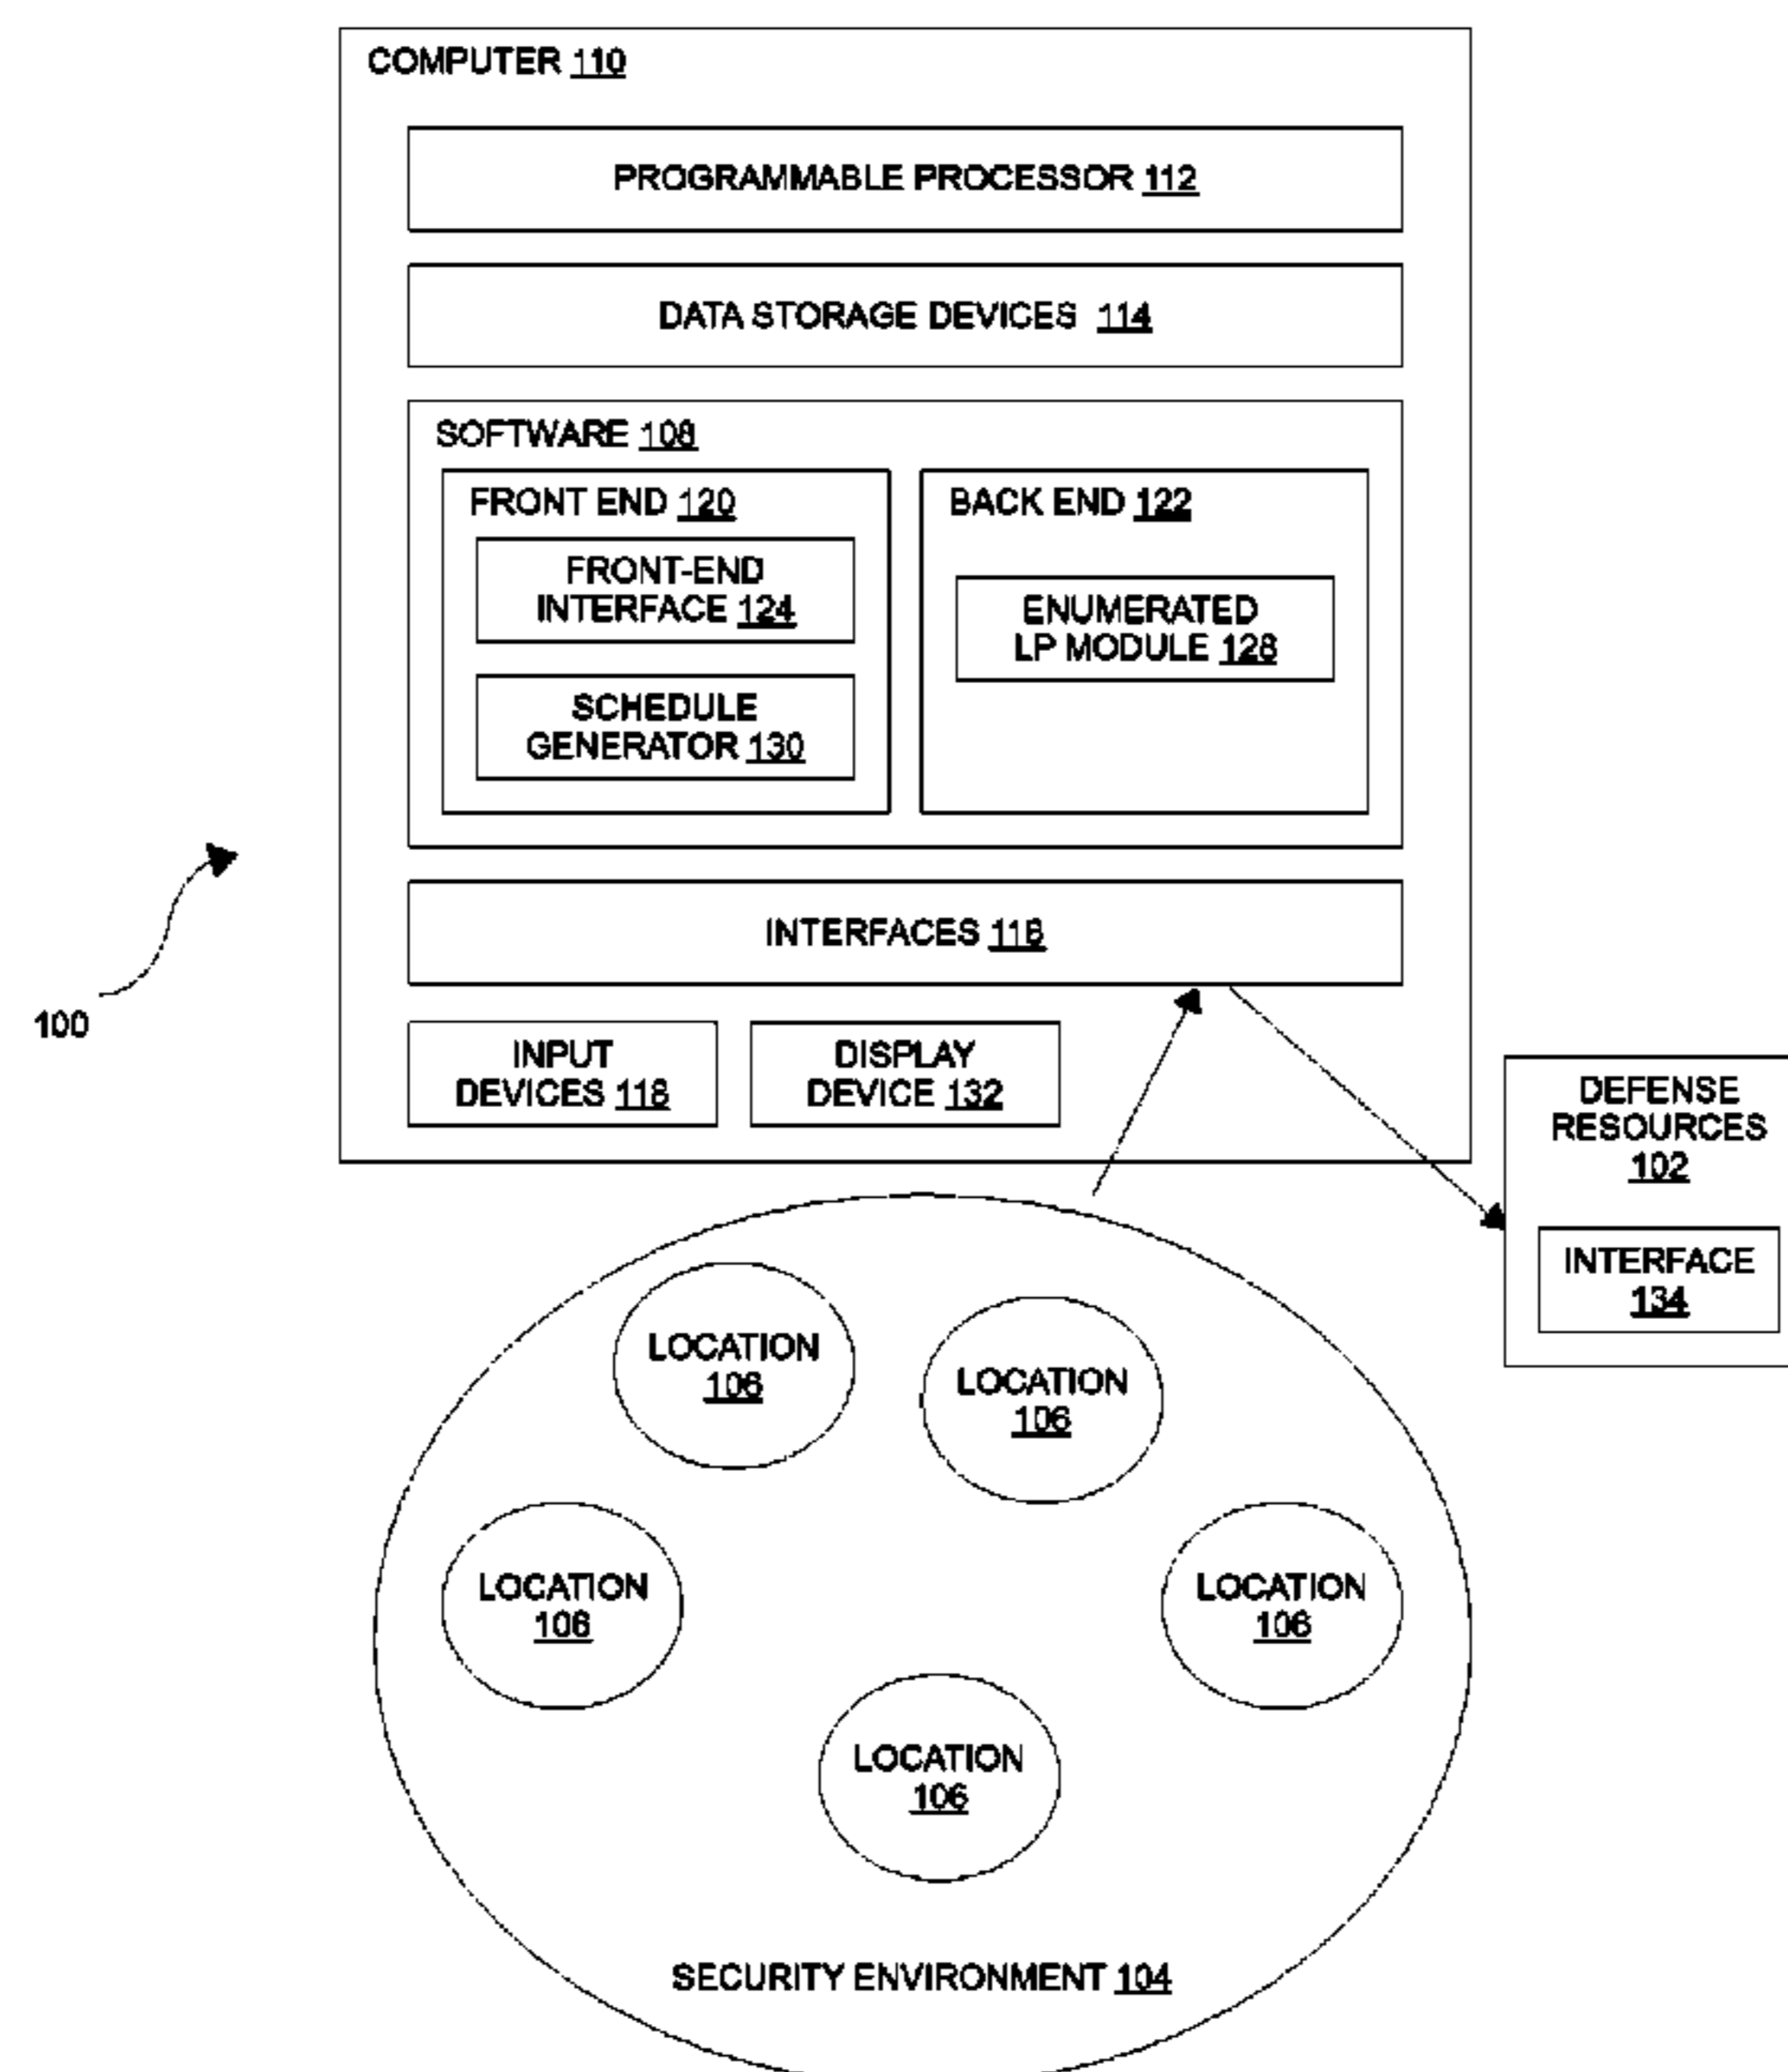 COMPUTER 110
PROGRAMMABLE PROCESSOR 112
DATA STORAGE DEVICES 114
SOFTWARE 108
FRONT END 120
FRONT-END
INTERFACE 124
SCHEDULE
GENERATOR 130
BACK END 122
ENUMERATED
LP MODULE 128
INTERFACES 118
INPUT
DEVICES 118
DISPLAY
DEVICE 132
100
DEFENSE
RESOURCES
102
INTERFACE
134
LOCATION
106
LOCATION
106
LOCATION
106
LOCATION
106
LOCATION
106
SECURITY ENVIRONMENT 104